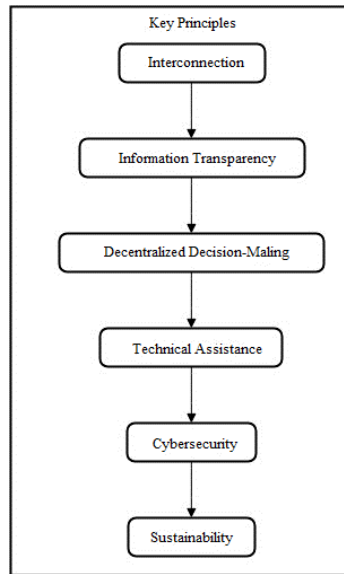 Key Principles
Interconnection
Information Transparency
Decentralized Decision-Maling
Technical Assistance
Cybersecurity
Sustainability